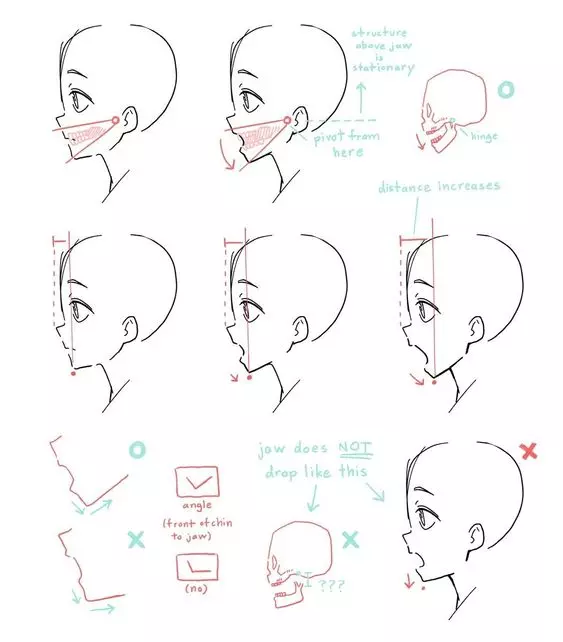 structure
above jaw
is
stationary
pivot from
here
hinge
distance increases
jaw does NOT
drop like this
angle
(front of chin
to jaw)
(no)
???